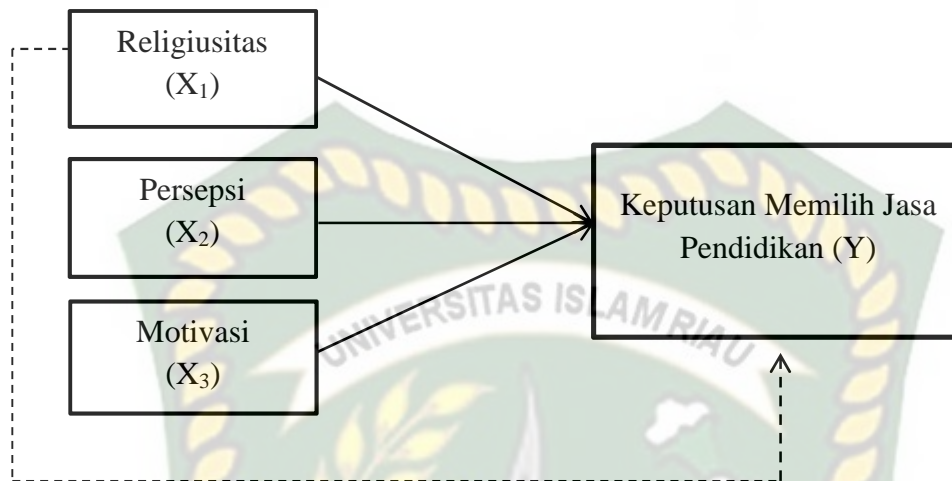 Religiusitas
(X₁)
Persepsi
(X₂)
Motivasi
(X₃)
Keputusan Memilih Jasa
Pendidikan (Y)
UNIVERSITAS ISLAM RIAU